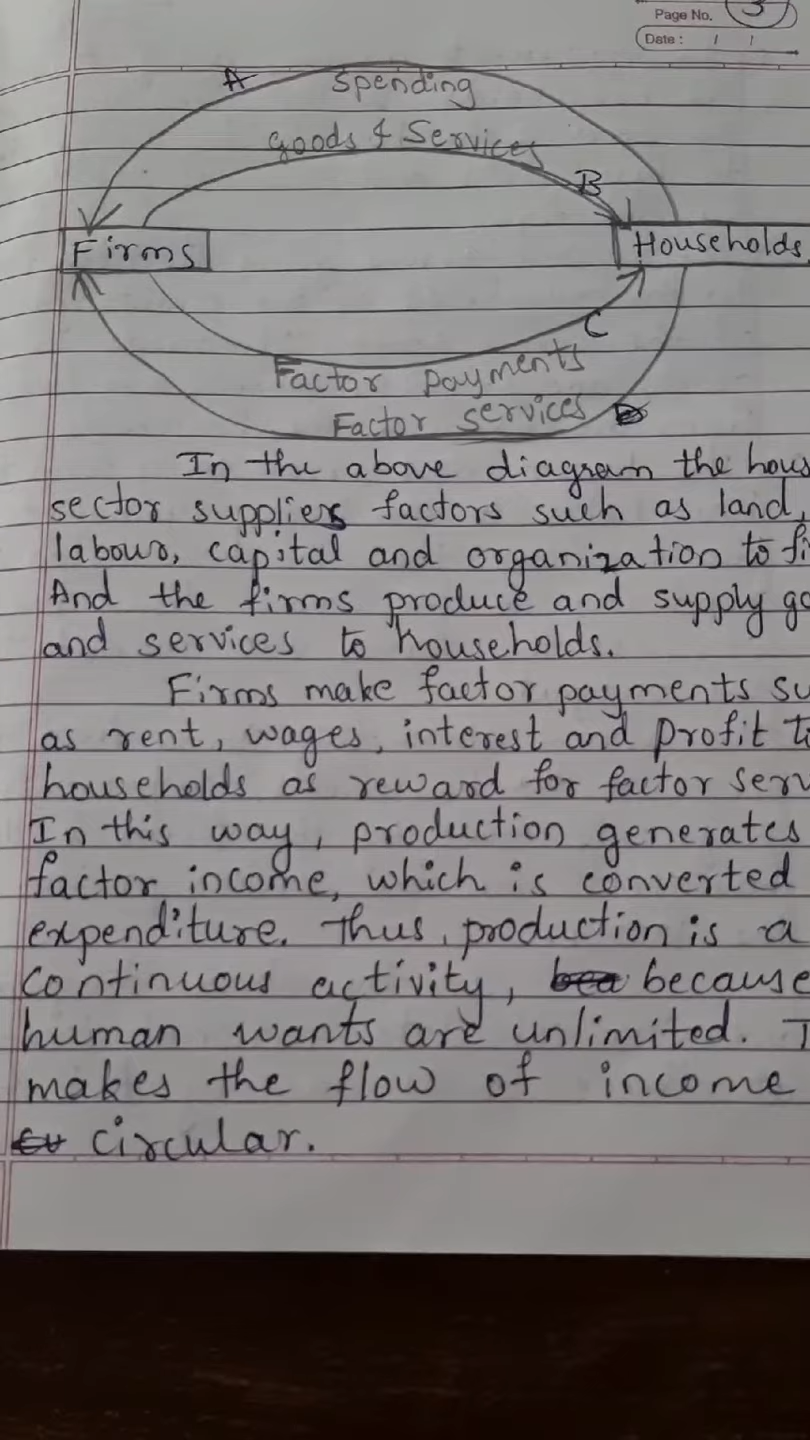 Page No. 3
Date : / /
A Spending
goods & Services
B
Firms
Households
C
Factor payments
Factor services D
In the above diagram the hous
sector suppliers factors such as land,
labour, capital and organization to fi
And the firms produce and supply go
and services to households.
Firms make factor payments su
as rent, wages, interest and profit t
households as reward for factor serv
In this way, production generates
factor income, which is converted
expenditure. Thus, production is a
continuous activity, bea because
human wants are unlimited. T
makes the flow of income
circular.